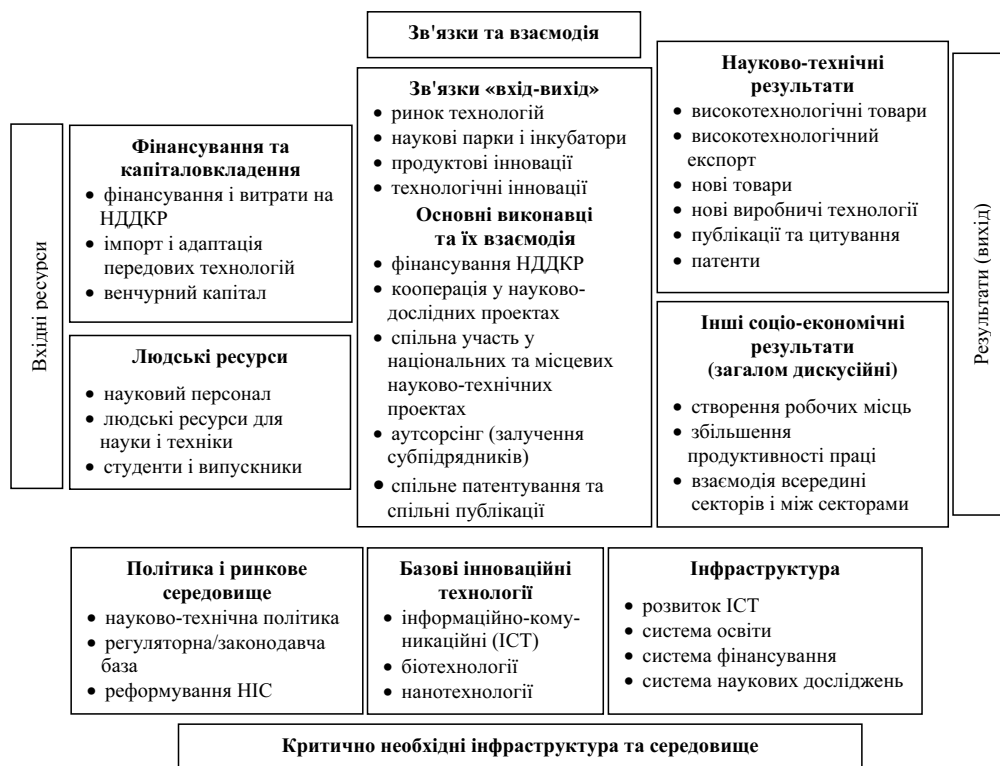 Зв'язки та взаємодія
Вхідні ресурси
Фінансування та
капіталовкладення
• фінансування і витрати на
НДДКР
• імпорт і адаптація
передових технологій
• венчурний капітал
Людські ресурси
• науковий персонал
• людські ресурси для
науки і техніки
• студенти і випускники
Зв'язки «вхід-вихід»
• ринок технологій
• наукові парки і інкубатори
• продуктові інновації
• технологічні інновації
Основні виконавці
та їх взаємодія
• фінансування НДДКР
• кооперація у науково-
дослідних проектах
• спільна участь у
національних та місцевих
науково-технічних
проектах
• аутсорсінг (залучення
субпідрядників)
• спільне патентування та
спільні публікації
Науково-технічні
результати
• високотехнологічні товари
• високотехнологічний
експорт
• нові товари
• нові виробничі технології
• публікації та цитування
• патенти
Інші соціо-економічні
результати
(загалом дискусійні)
• створення робочих місць
• збільшення
продуктивності праці
• взаємодія всередині
секторів і між секторами
Результати (вихід)
Політика і ринкове
середовище
• науково-технічна політика
• регуляторна/законодавча
база
• реформування НІС
Базові інноваційні
технології
• інформаційно-кому-
никаційні (ІСТ)
• біотехнології
• нанотехнології
Інфраструктура
• розвиток ІСТ
• система освіти
• система фінансування
• система наукових досліджень
Критично необхідні інфраструктура та середовище